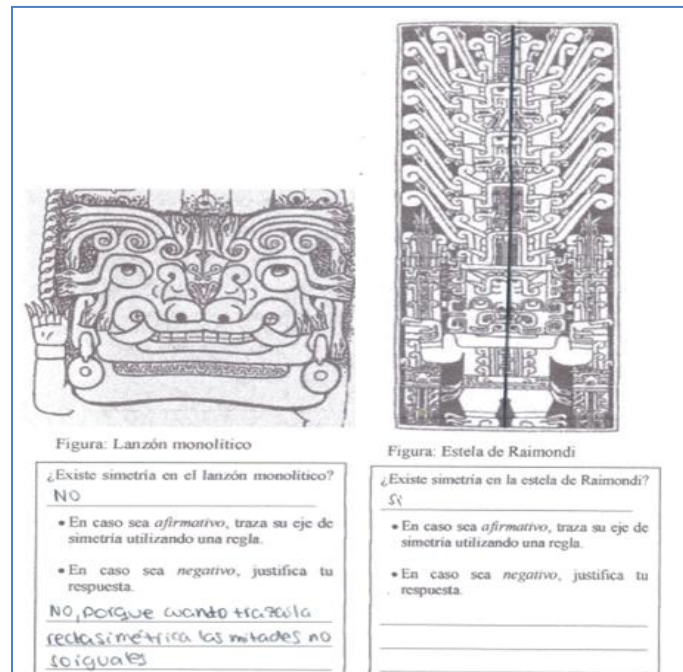 Figura: Lanzón monolítico
¿Existe simetría en el lanzón monolítico?
NO
• En caso sea afirmativo, traza su eje de
simetría utilizando una regla.
• En caso sea negativo, justifica tu
respuesta.
NO, porque cuando trazas la
recta simétrica las mitades no
so iguales
Figura: Estela de Raimondi
¿Existe simetría en la estela de Raimondi?
Si
• En caso sea afirmativo, traza su eje de
simetría utilizando una regla.
• En caso sea negativo, justifica tu
respuesta.